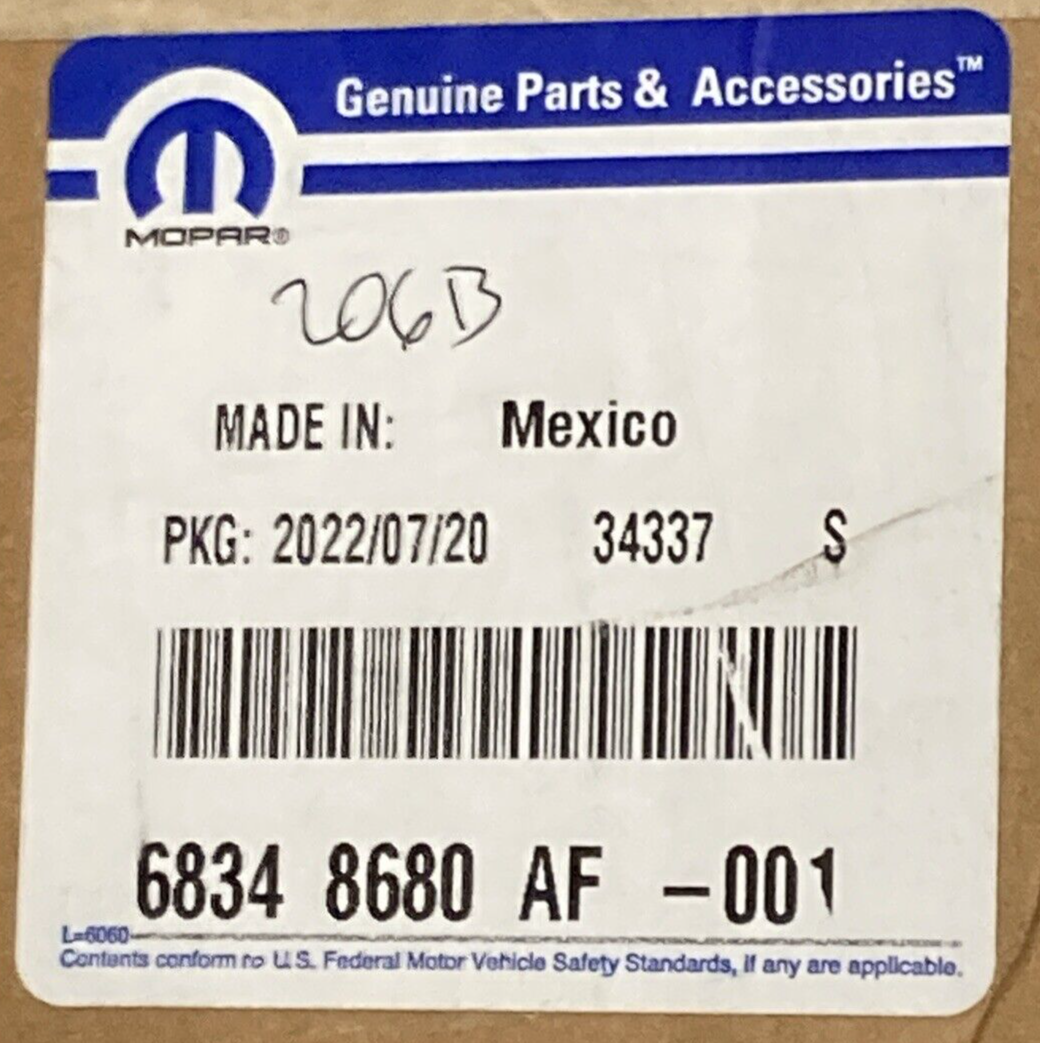 Genuine Parts & Accessories™
MOPAR®
206B
MADE IN: Mexico
PKG: 2022/07/20 34337 S
6834 8680 AF -001
L=6060
Contents conform to U.S. Federal Motor Vehicle Safety Standards, if any are applicable.